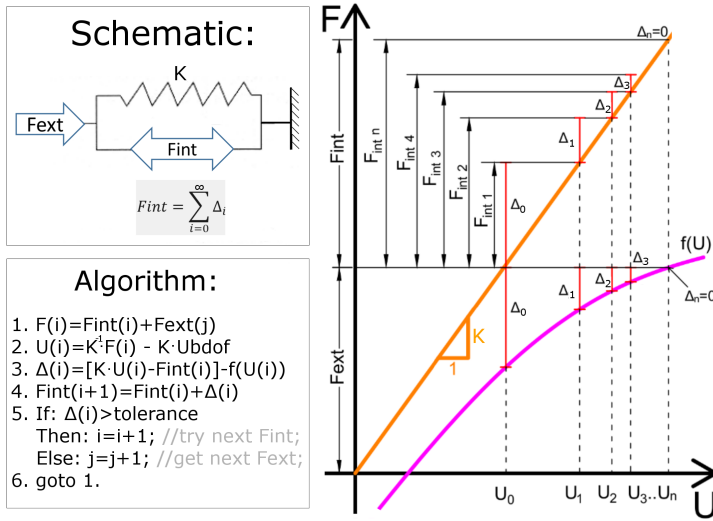 Schematic:
K
Fext
Fint
Fint = ∞∑i=0 Δi
Algorithm:
1. F(i)=Fint(i)+Fext(j)
2. U(i)=K⁻¹F(i) - K·Ubdof
3. Δ(i)=[K·U(i)-Fint(i)]-f(U(i))
4. Fint(i+1)=Fint(i)+Δ(i)
5. If: Δ(i)>tolerance
Then: i=i+1; //try next Fint;
Else: j=j+1; //get next Fext;
6. goto 1.
F
Δn=0
Fint
Fint n
Fint 4
Fint 3
Fint 2
Fint 1
Δ3
Δ2
Δ1
Δ0
f(U)
Δ3
Δ2
Δ1
Δ0
Δn=0
Fext
K
1
U0 U1 U2 U3..Un
U